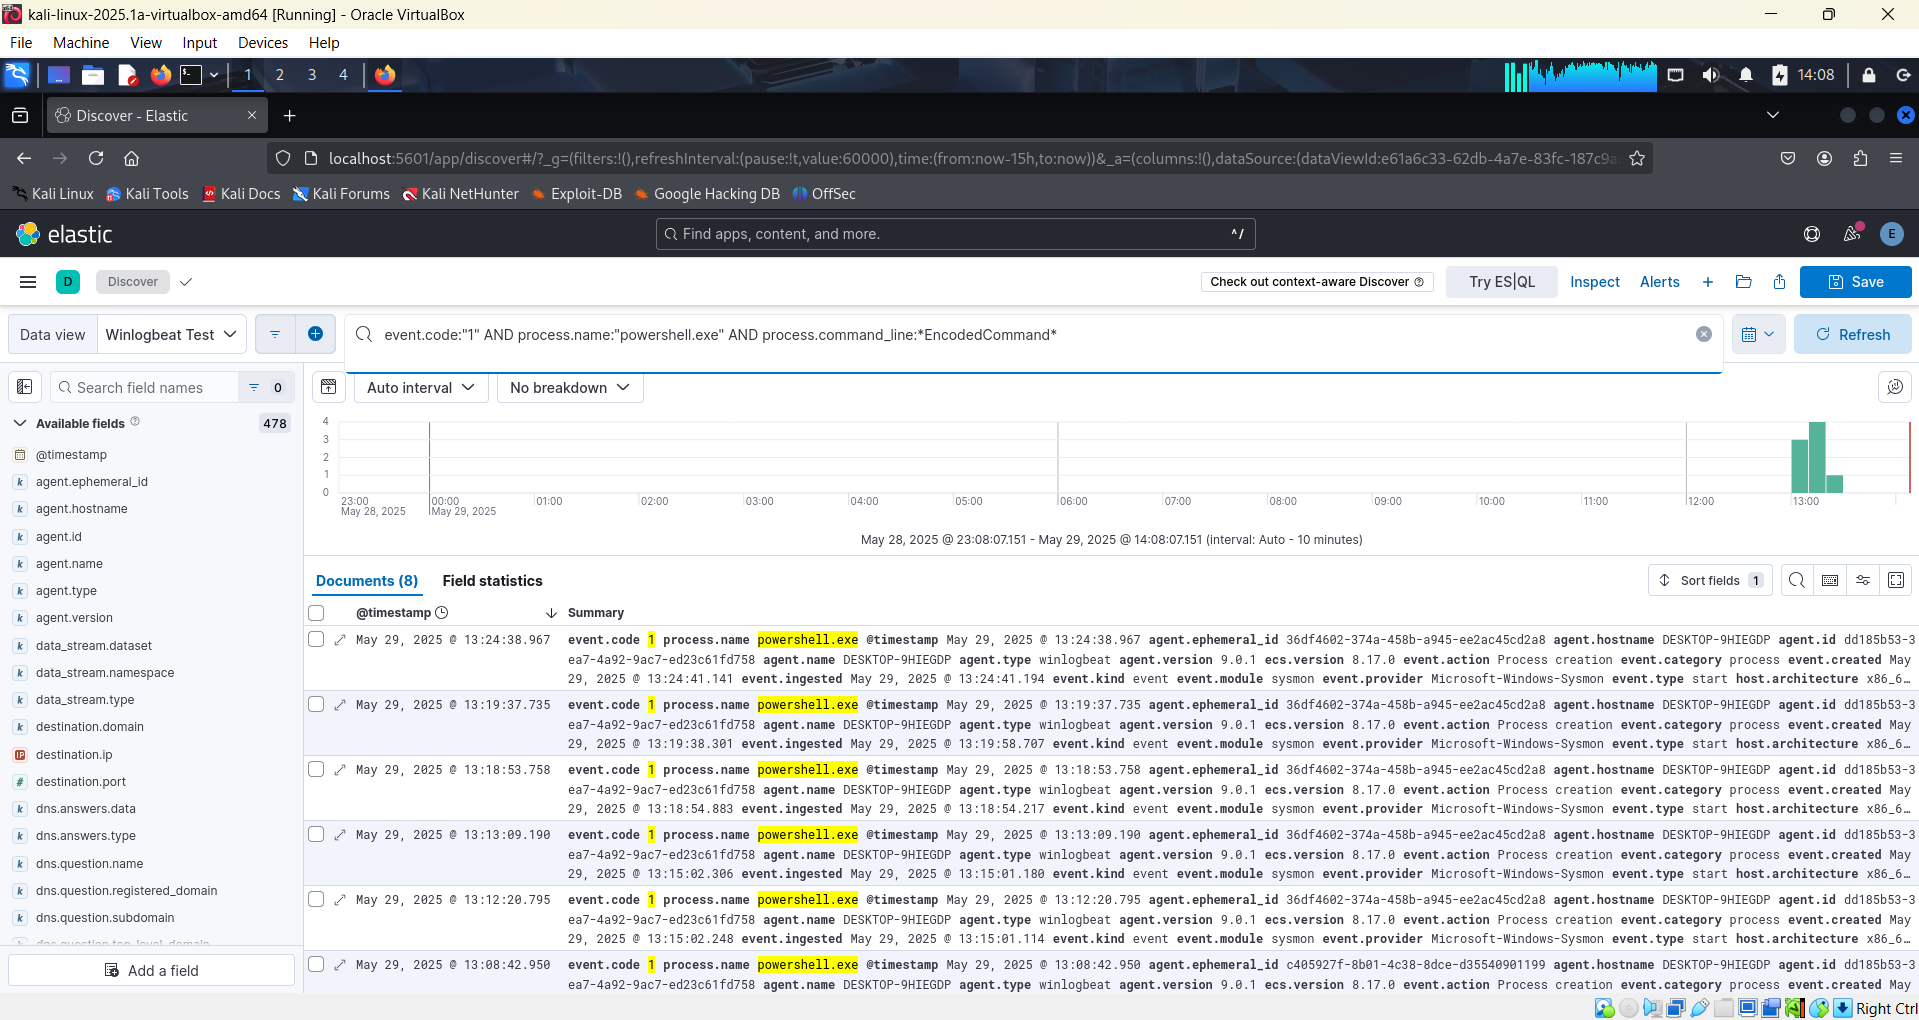 kali-linux-2025.1a-virtualbox-amd64 [Running] - Oracle VirtualBox
File Machine View Input Devices Help
1 2 3 4 14:08
Discover - Elastic
localhost:5601/app/discover#/?_g=(filters:!(),refreshInterval:(pause:!t,value:60000),time:(from:now-15h,to:now))&_a=(columns:!(),dataSource:(dataViewId:e61a6c33-62db-4a7e-83fc-187c9a
Kali Linux Kali Tools Kali Docs Kali Forums Kali NetHunter Exploit-DB Google Hacking DB OffSec
elastic Find apps, content, and more. ^/ E
D Discover Check out context-aware Discover Try ES|QL Inspect Alerts Save
Data view Winlogbeat Test event.code:"1" AND process.name:"powershell.exe" AND process.command_line:*EncodedCommand* Refresh
Search field names 0 Auto interval No breakdown
Available fields 478
@timestamp
agent.ephemeral_id
agent.hostname
agent.id
agent.name
agent.type
agent.version
data_stream.dataset
data_stream.namespace
data_stream.type
destination.domain
destination.ip
destination.port
dns.answers.data
dns.answers.type
dns.question.name
dns.question.registered_domain
dns.question.subdomain
dns.question.top_level_domain
Add a field
4
3
2
1
0
23:00 00:00 01:00 02:00 03:00 04:00 05:00 06:00 07:00 08:00 09:00 10:00 11:00 12:00 13:00
May 28, 2025 May 29, 2025
May 28, 2025 @ 23:08:07.151 - May 29, 2025 @ 14:08:07.151 (interval: Auto - 10 minutes)
Documents (8) Field statistics Sort fields 1
@timestamp Summary
May 29, 2025 @ 13:24:38.967 event.code 1 process.name powershell.exe @timestamp May 29, 2025 @ 13:24:38.967 agent.ephemeral_id 36df4602-374a-458b-a945-ee2ac45cd2a8 agent.hostname DESKTOP-9HIEGDP agent.id dd185b53-3
ea7-4a92-9ac7-ed23c61fd758 agent.name DESKTOP-9HIEGDP agent.type winlogbeat agent.version 9.0.1 ecs.version 8.17.0 event.action Process creation event.category process event.created May
29, 2025 @ 13:24:41.141 event.ingested May 29, 2025 @ 13:24:41.194 event.kind event event.module sysmon event.provider Microsoft-Windows-Sysmon event.type start host.architecture x86_6…
May 29, 2025 @ 13:19:37.735 event.code 1 process.name powershell.exe @timestamp May 29, 2025 @ 13:19:37.735 agent.ephemeral_id 36df4602-374a-458b-a945-ee2ac45cd2a8 agent.hostname DESKTOP-9HIEGDP agent.id dd185b53-3
ea7-4a92-9ac7-ed23c61fd758 agent.name DESKTOP-9HIEGDP agent.type winlogbeat agent.version 9.0.1 ecs.version 8.17.0 event.action Process creation event.category process event.created May
29, 2025 @ 13:19:38.301 event.ingested May 29, 2025 @ 13:19:58.707 event.kind event event.module sysmon event.provider Microsoft-Windows-Sysmon event.type start host.architecture x86_6…
May 29, 2025 @ 13:18:53.758 event.code 1 process.name powershell.exe @timestamp May 29, 2025 @ 13:18:53.758 agent.ephemeral_id 36df4602-374a-458b-a945-ee2ac45cd2a8 agent.hostname DESKTOP-9HIEGDP agent.id dd185b53-3
ea7-4a92-9ac7-ed23c61fd758 agent.name DESKTOP-9HIEGDP agent.type winlogbeat agent.version 9.0.1 ecs.version 8.17.0 event.action Process creation event.category process event.created May
29, 2025 @ 13:18:54.883 event.ingested May 29, 2025 @ 13:18:54.217 event.kind event event.module sysmon event.provider Microsoft-Windows-Sysmon event.type start host.architecture x86_6…
May 29, 2025 @ 13:13:09.190 event.code 1 process.name powershell.exe @timestamp May 29, 2025 @ 13:13:09.190 agent.ephemeral_id 36df4602-374a-458b-a945-ee2ac45cd2a8 agent.hostname DESKTOP-9HIEGDP agent.id dd185b53-3
ea7-4a92-9ac7-ed23c61fd758 agent.name DESKTOP-9HIEGDP agent.type winlogbeat agent.version 9.0.1 ecs.version 8.17.0 event.action Process creation event.category process event.created May
29, 2025 @ 13:15:02.306 event.ingested May 29, 2025 @ 13:15:01.180 event.kind event event.module sysmon event.provider Microsoft-Windows-Sysmon event.type start host.architecture x86_6…
May 29, 2025 @ 13:12:20.795 event.code 1 process.name powershell.exe @timestamp May 29, 2025 @ 13:12:20.795 agent.ephemeral_id 36df4602-374a-458b-a945-ee2ac45cd2a8 agent.hostname DESKTOP-9HIEGDP agent.id dd185b53-3
ea7-4a92-9ac7-ed23c61fd758 agent.name DESKTOP-9HIEGDP agent.type winlogbeat agent.version 9.0.1 ecs.version 8.17.0 event.action Process creation event.category process event.created May
29, 2025 @ 13:15:02.248 event.ingested May 29, 2025 @ 13:15:01.114 event.kind event event.module sysmon event.provider Microsoft-Windows-Sysmon event.type start host.architecture x86_6…
May 29, 2025 @ 13:08:42.950 event.code 1 process.name powershell.exe @timestamp May 29, 2025 @ 13:08:42.950 agent.ephemeral_id c405927f-8b01-4c38-8dce-d35540901199 agent.hostname DESKTOP-9HIEGDP agent.id dd185b53-3
ea7-4a92-9ac7-ed23c61fd758 agent.name DESKTOP-9HIEGDP agent.type winlogbeat agent.version 9.0.1 ecs.version 8.17.0 event.action Process creation event.category process event.created May
Right Ctrl